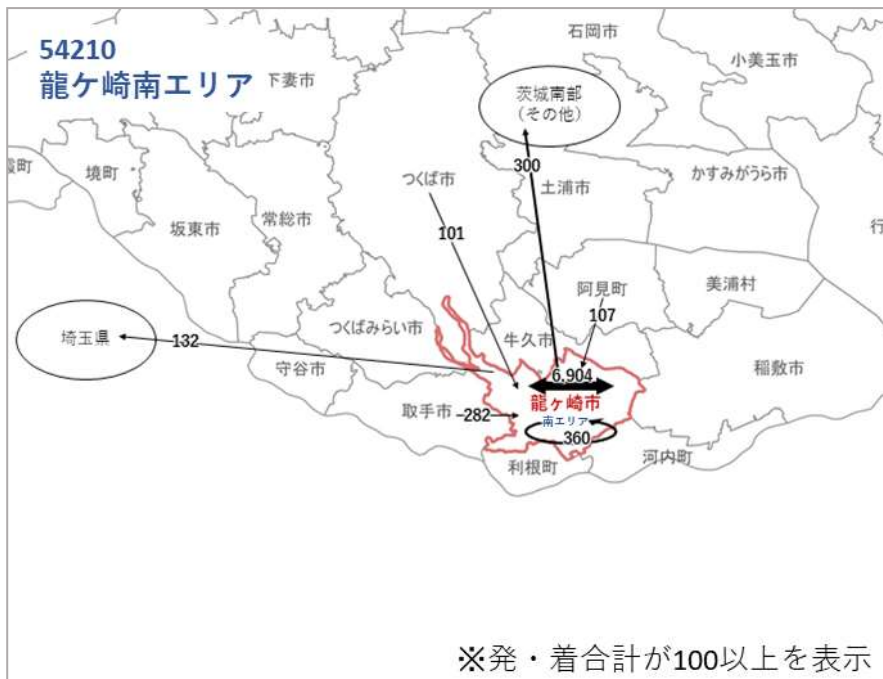 54210
龍ケ崎南エリア
石岡市
小美玉市
下妻市
茨城南部
(その他)
境町
つくば市
300
土浦市
かすみがうら市
坂東市
常総市
行
101
阿見町
美浦村
107
埼玉県
132
つくばみらい市
牛久市
守谷市
6,904
稲敷市
取手市
282
龍ヶ崎市
南エリア
360
利根町
河内町
※発・着合計が100以上を表示